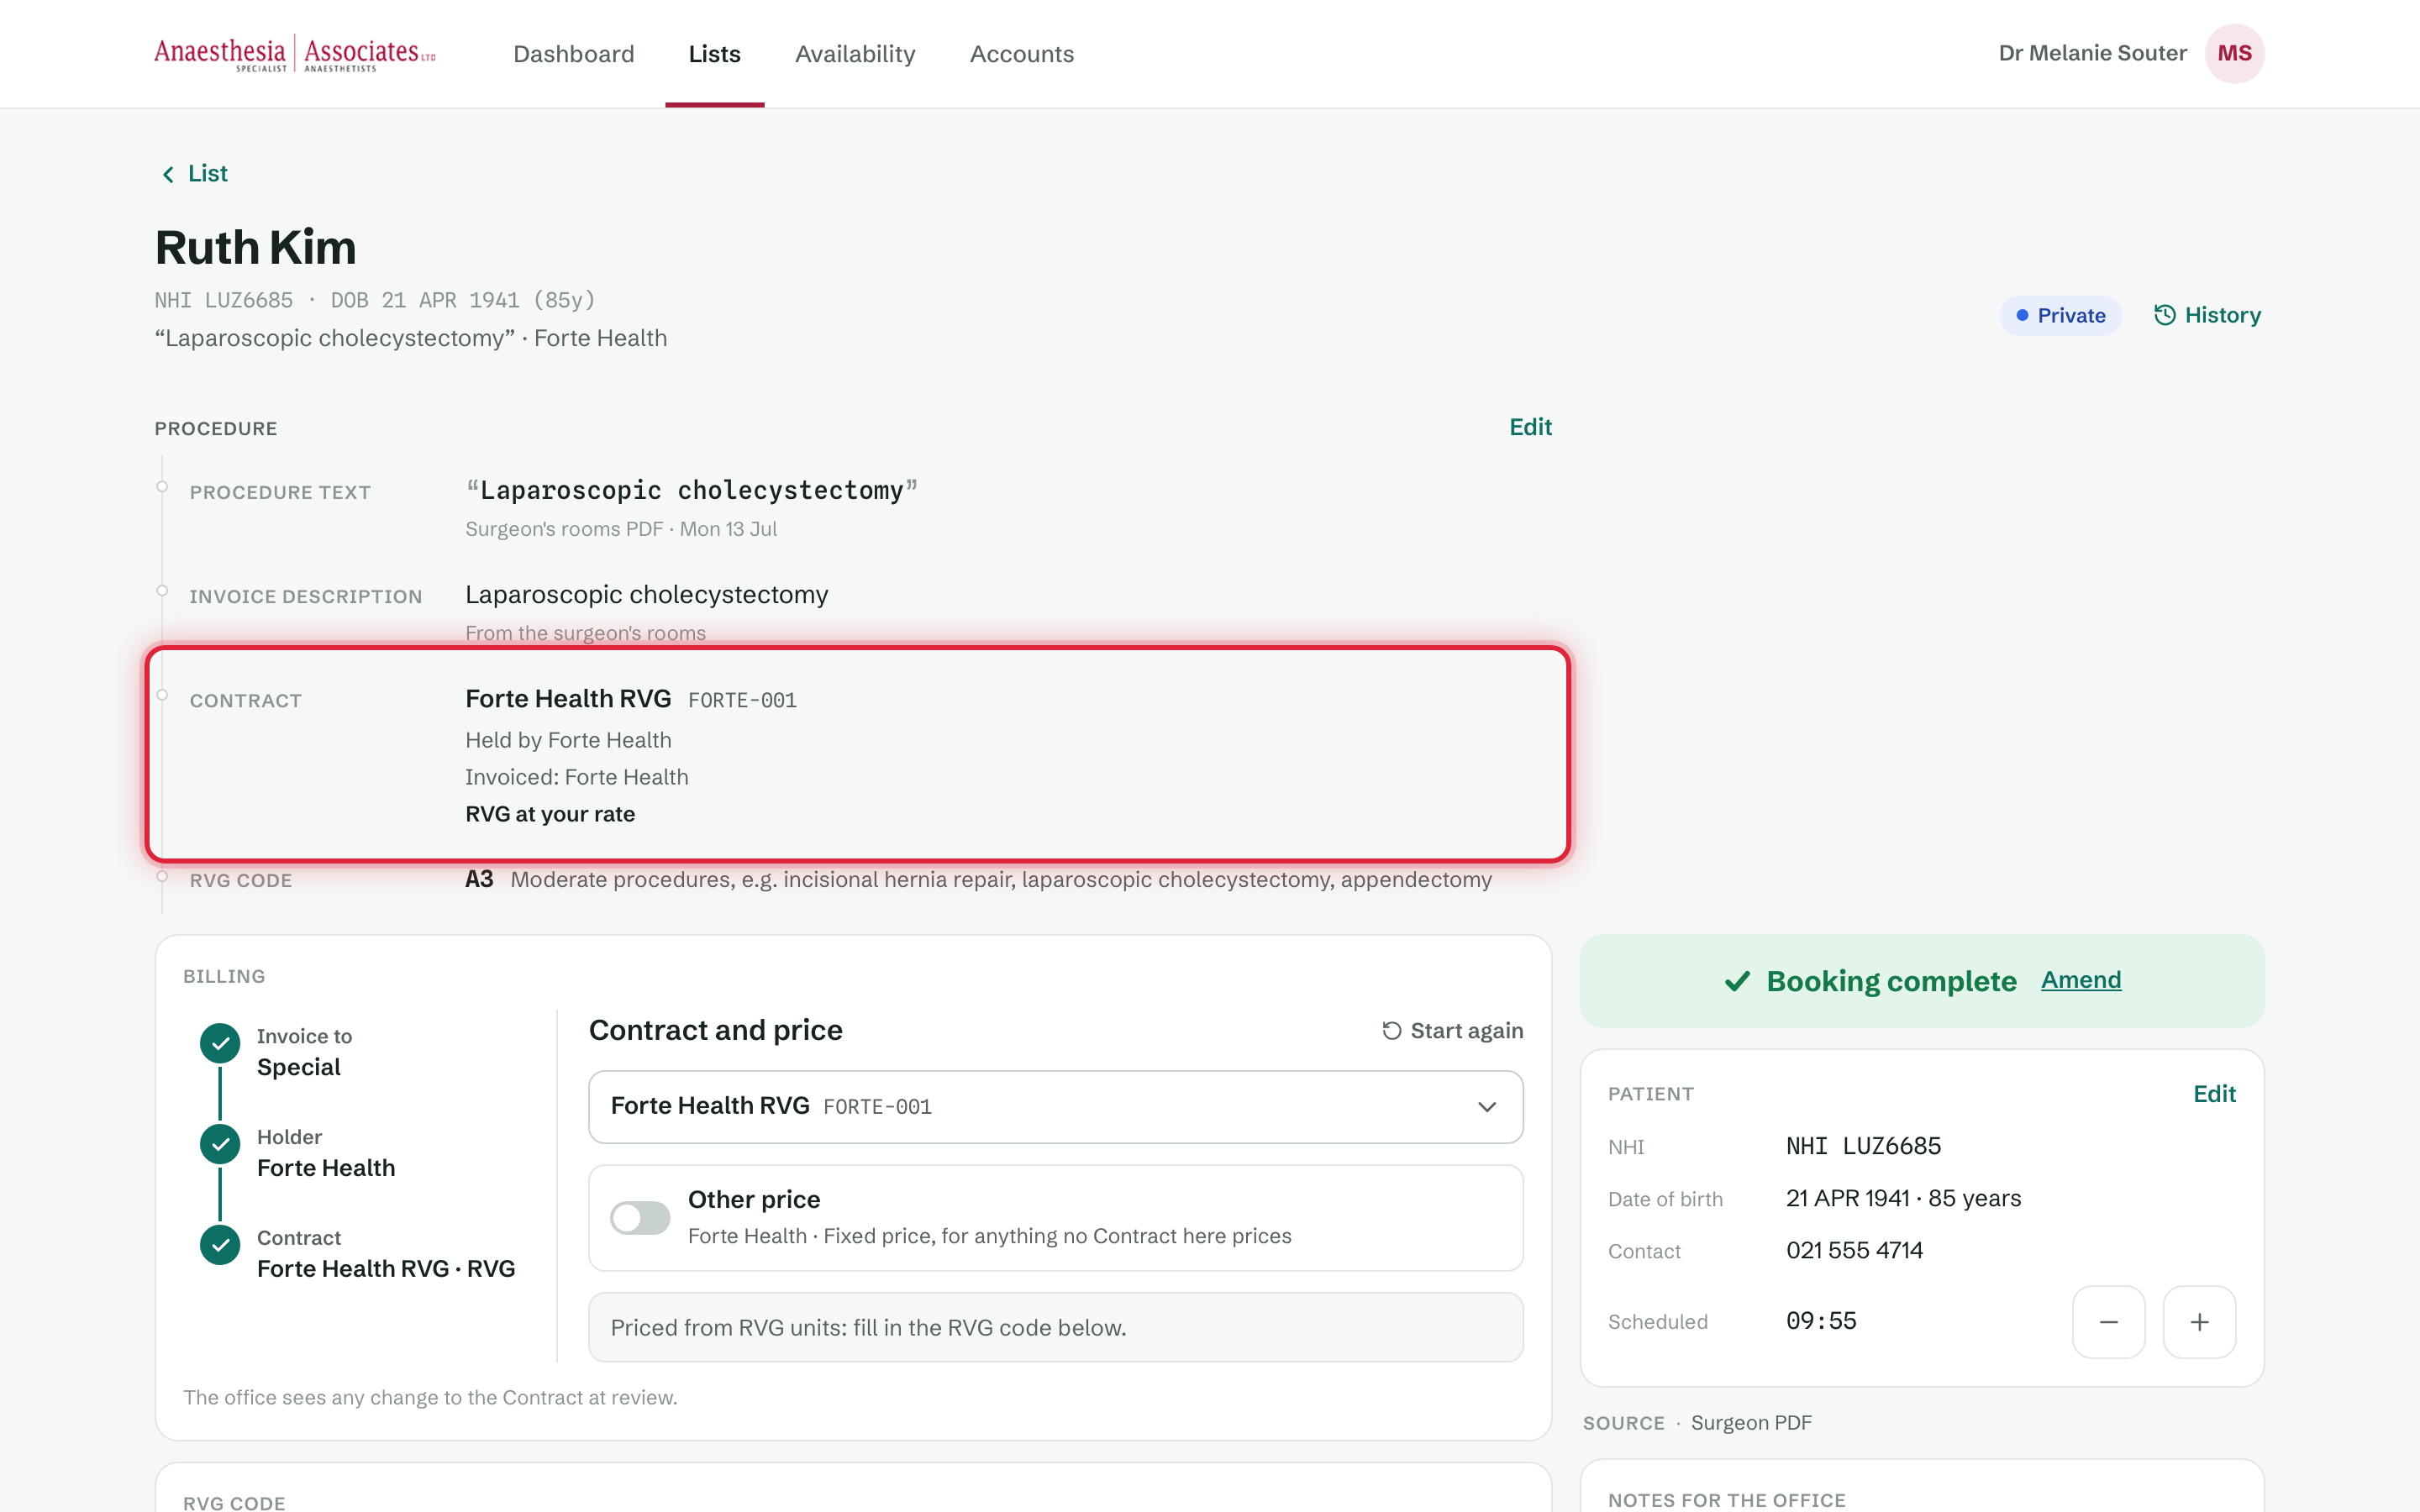 Anaesthesia | Associates LTD
SPECIALIST ANAESTHETISTS
Dashboard
Lists
Availability
Accounts
Dr Melanie Souter
MS
List
Ruth Kim
NHI LUZ6685 · DOB 21 APR 1941 (85y)
“Laparoscopic cholecystectomy” · Forte Health
Private
History
PROCEDURE
Edit
PROCEDURE TEXT
“Laparoscopic cholecystectomy”
Surgeon's rooms PDF · Mon 13 Jul
INVOICE DESCRIPTION
Laparoscopic cholecystectomy
From the surgeon's rooms
CONTRACT
Forte Health RVG FORTE-001
Held by Forte Health
Invoiced: Forte Health
RVG at your rate
RVG CODE
A3 Moderate procedures, e.g. incisional hernia repair, laparoscopic cholecystectomy, appendectomy
BILLING
Invoice to
Special
Holder
Forte Health
Contract
Forte Health RVG · RVG
Contract and price
Start again
Forte Health RVG FORTE-001
Other price
Forte Health · Fixed price, for anything no Contract here prices
Priced from RVG units: fill in the RVG code below.
The office sees any change to the Contract at review.
RVG CODE
Booking complete Amend
PATIENT
Edit
NHI
NHI LUZ6685
Date of birth
21 APR 1941 · 85 years
Contact
021 555 4714
Scheduled
09:55
SOURCE · Surgeon PDF
NOTES FOR THE OFFICE